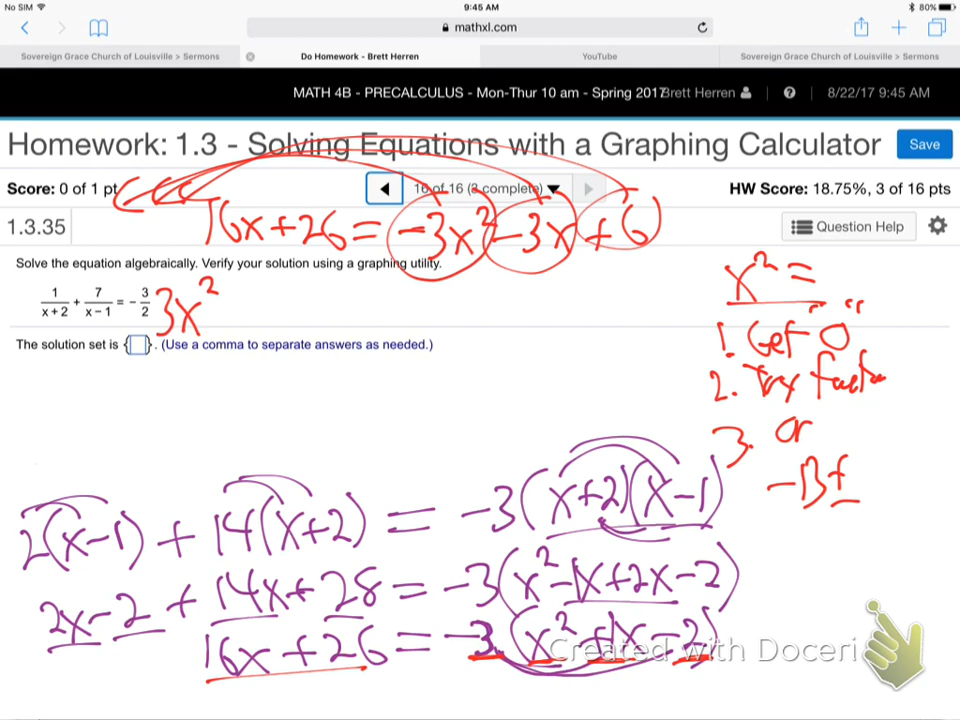 No SIM 9:45 AM 80%
mathxl.com
Sovereign Grace Church of Louisville > Sermons Do Homework - Brett Herren YouTube Sovereign Grace Church of Louisville > Sermons
MATH 4B - PRECALCULUS - Mon-Thur 10 am - Spring 2017 Brett Herren 8/22/17 9:45 AM
Homework: 1.3 - Solving Equations with a Graphing Calculator Save
Score: 0 of 1 pt 16 of 16 (3 complete) HW Score: 18.75%, 3 of 16 pts
16x+26 = -3x² -3x +6
1.3.35 Question Help
Solve the equation algebraically. Verify your solution using a graphing utility.
x² =
1/(x+2) + 7/(x-1) = - 3/2 3x²
1. Get "0"
The solution set is { }. (Use a comma to separate answers as needed.)
2. Try factor
3. or
-B±
2(x-1) + 14(x+2) = -3(x+2)(x-1)
2x-2 + 14x+28 = -3(x²-1x+2x-2)
16x+26 = -3(x²+1x-2)
Created with Doceri